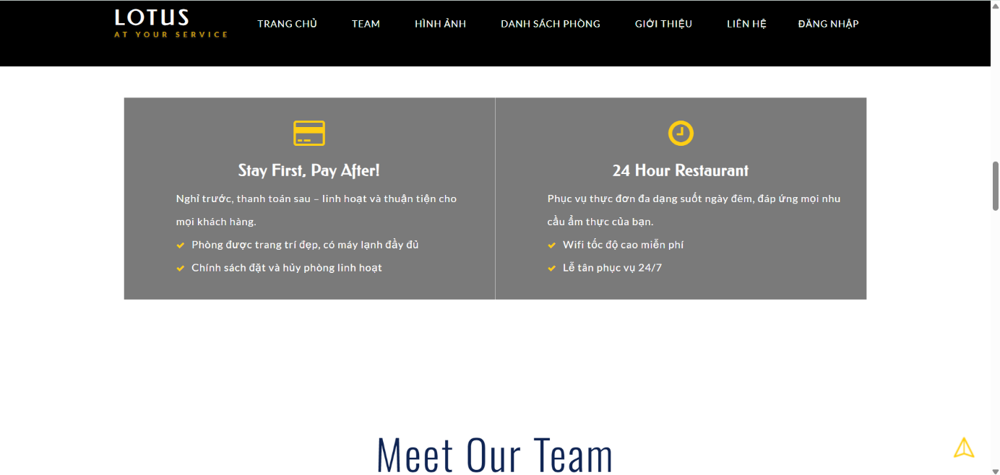 LOTUS
AT YOUR SERVICE
TRANG CHỦ
TEAM
HÌNH ẢNH
DANH SÁCH PHÒNG
GIỚI THIỆU
LIÊN HỆ
ĐĂNG NHẬP
Stay First, Pay After!
Nghỉ trước, thanh toán sau – linh hoạt và thuận tiện cho
mọi khách hàng.
Phòng được trang trí đẹp, có máy lạnh đầy đủ
Chính sách đặt và hủy phòng linh hoạt
24 Hour Restaurant
Phục vụ thực đơn đa dạng suốt ngày đêm, đáp ứng mọi nhu
cầu ẩm thực của bạn.
Wifi tốc độ cao miễn phí
Lễ tân phục vụ 24/7
Meet Our Team